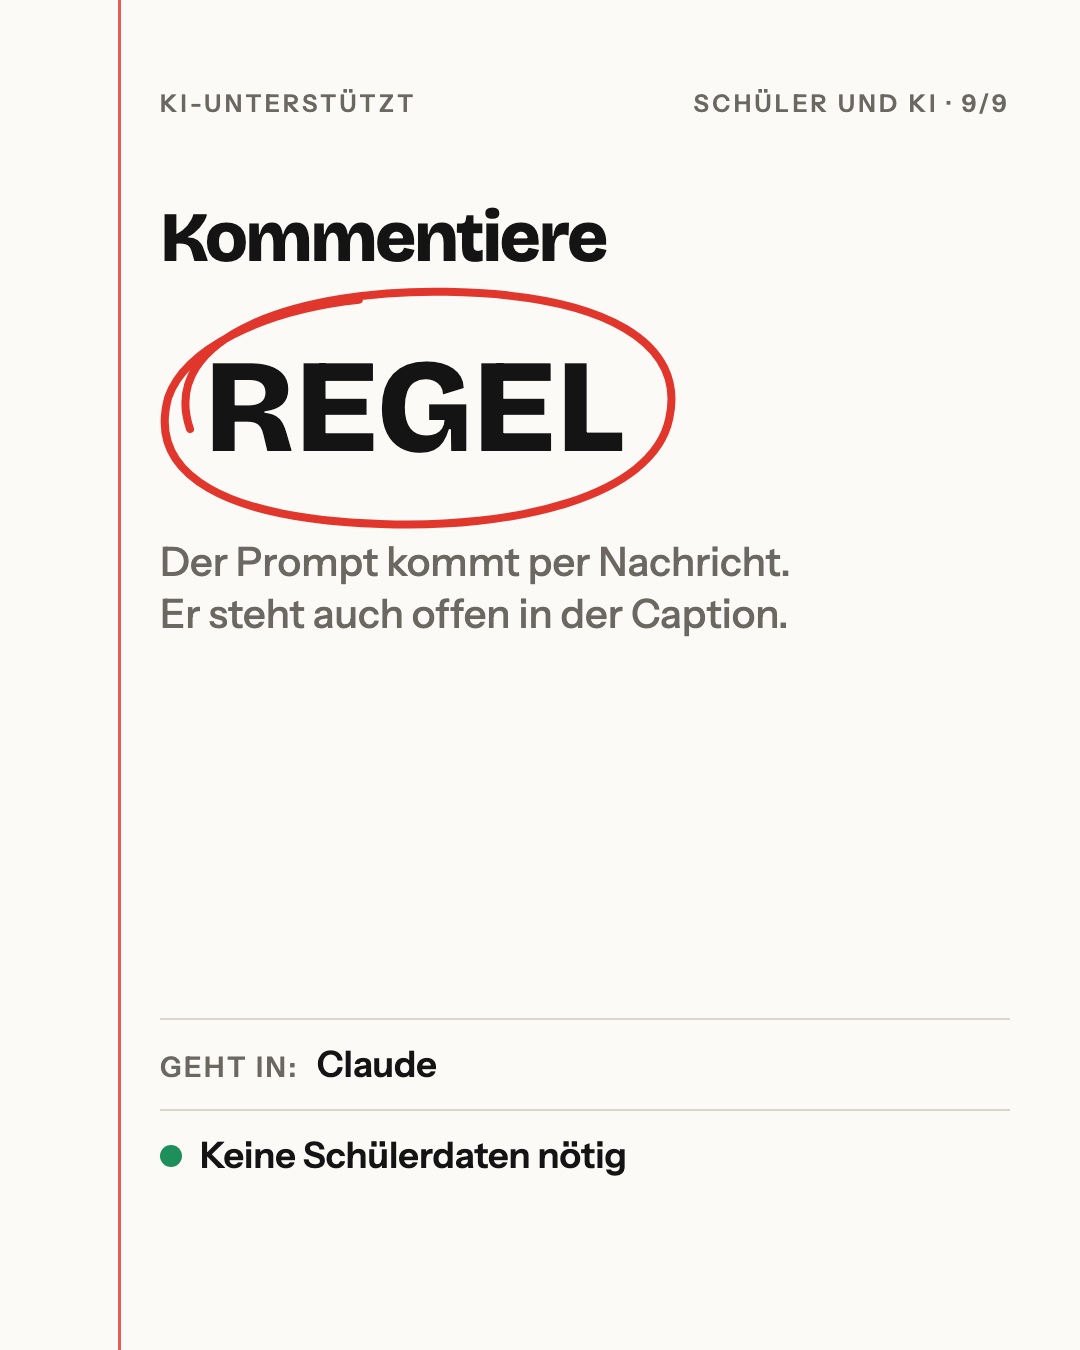 KI-UNTERSTÜTZT
SCHÜLER UND KI · 9/9
Kommentiere
REGEL
Der Prompt kommt per Nachricht.
Er steht auch offen in der Caption.
GEHT IN: Claude
Keine Schülerdaten nötig